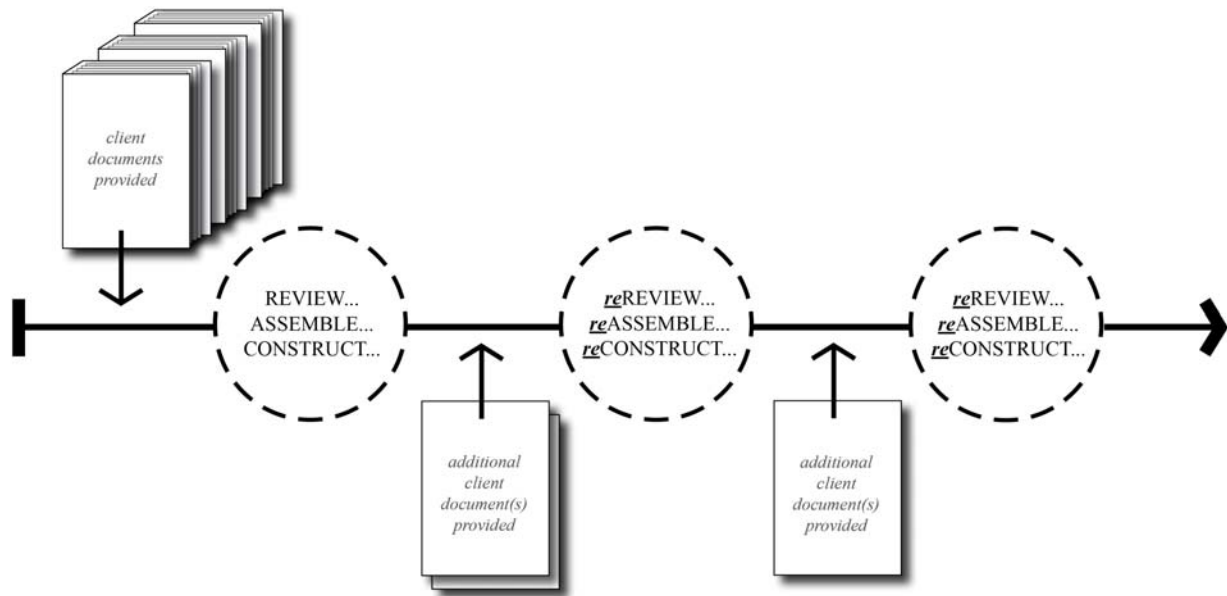 client
documents
provided
REVIEW...
ASSEMBLE...
CONSTRUCT...
additional
client
document(s)
provided
reREVIEW...
reASSEMBLE...
reCONSTRUCT...
additional
client
document(s)
provided
reREVIEW...
reASSEMBLE...
reCONSTRUCT...